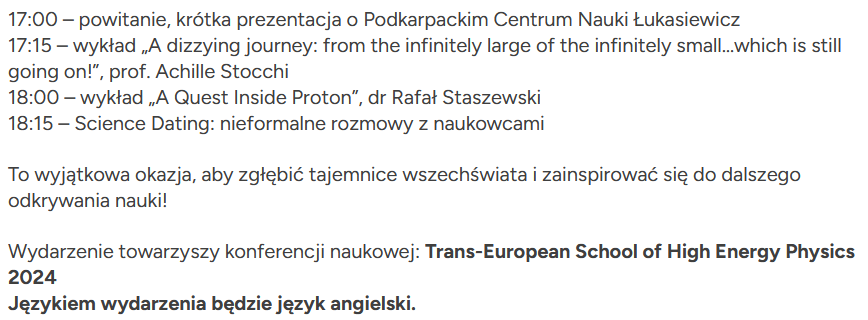 17:00 – powitanie, krótka prezentacja o Podkarpackim Centrum Nauki Łukasiewicz
17:15 – wykład „A dizzying journey: from the infinitely large of the infinitely small…which is still
going on!”, prof. Achille Stocchi
18:00 – wykład „A Quest Inside Proton”, dr Rafał Staszewski
18:15 – Science Dating: nieformalne rozmowy z naukowcami
To wyjątkowa okazja, aby zgłębić tajemnice wszechświata i zainspirować się do dalszego
odkrywania nauki!
Wydarzenie towarzyszy konferencji naukowej: Trans-European School of High Energy Physics
2024
Językiem wydarzenia będzie język angielski.